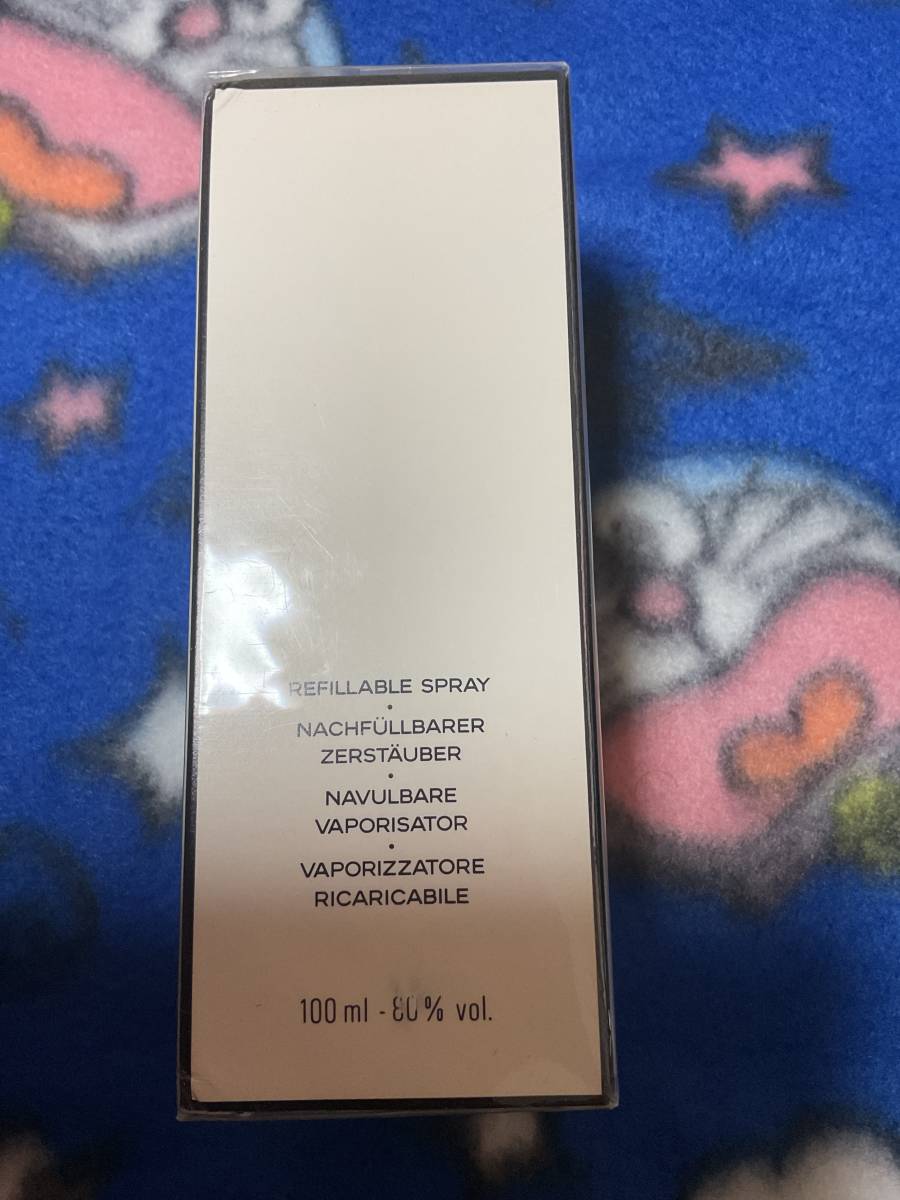 REFILLABLE SPRAY
•
NACHFÜLLBARER
ZERSTÄUBER
•
NAVULBARE
VAPORISATOR
•
VAPORIZZATORE
RICARICABILE
100 ml - 80% vol.